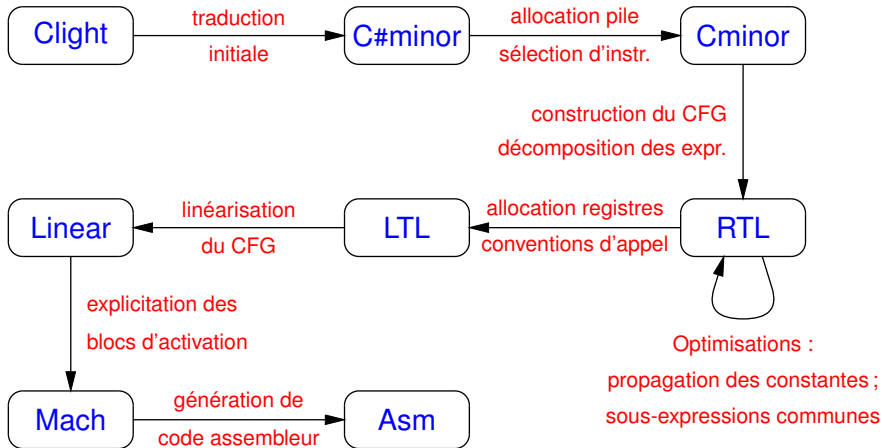 Clight
traduction
initiale
C#minor
allocation pile
sélection d'instr.
Cminor
construction du CFG
décomposition des expr.
Linear
linéarisation
du CFG
LTL
allocation registres
conventions d'appel
RTL
explicitation des
blocs d'activation
Optimisations :
propagation des constantes ;
sous-expressions communes
Mach
génération de
code assembleur
Asm